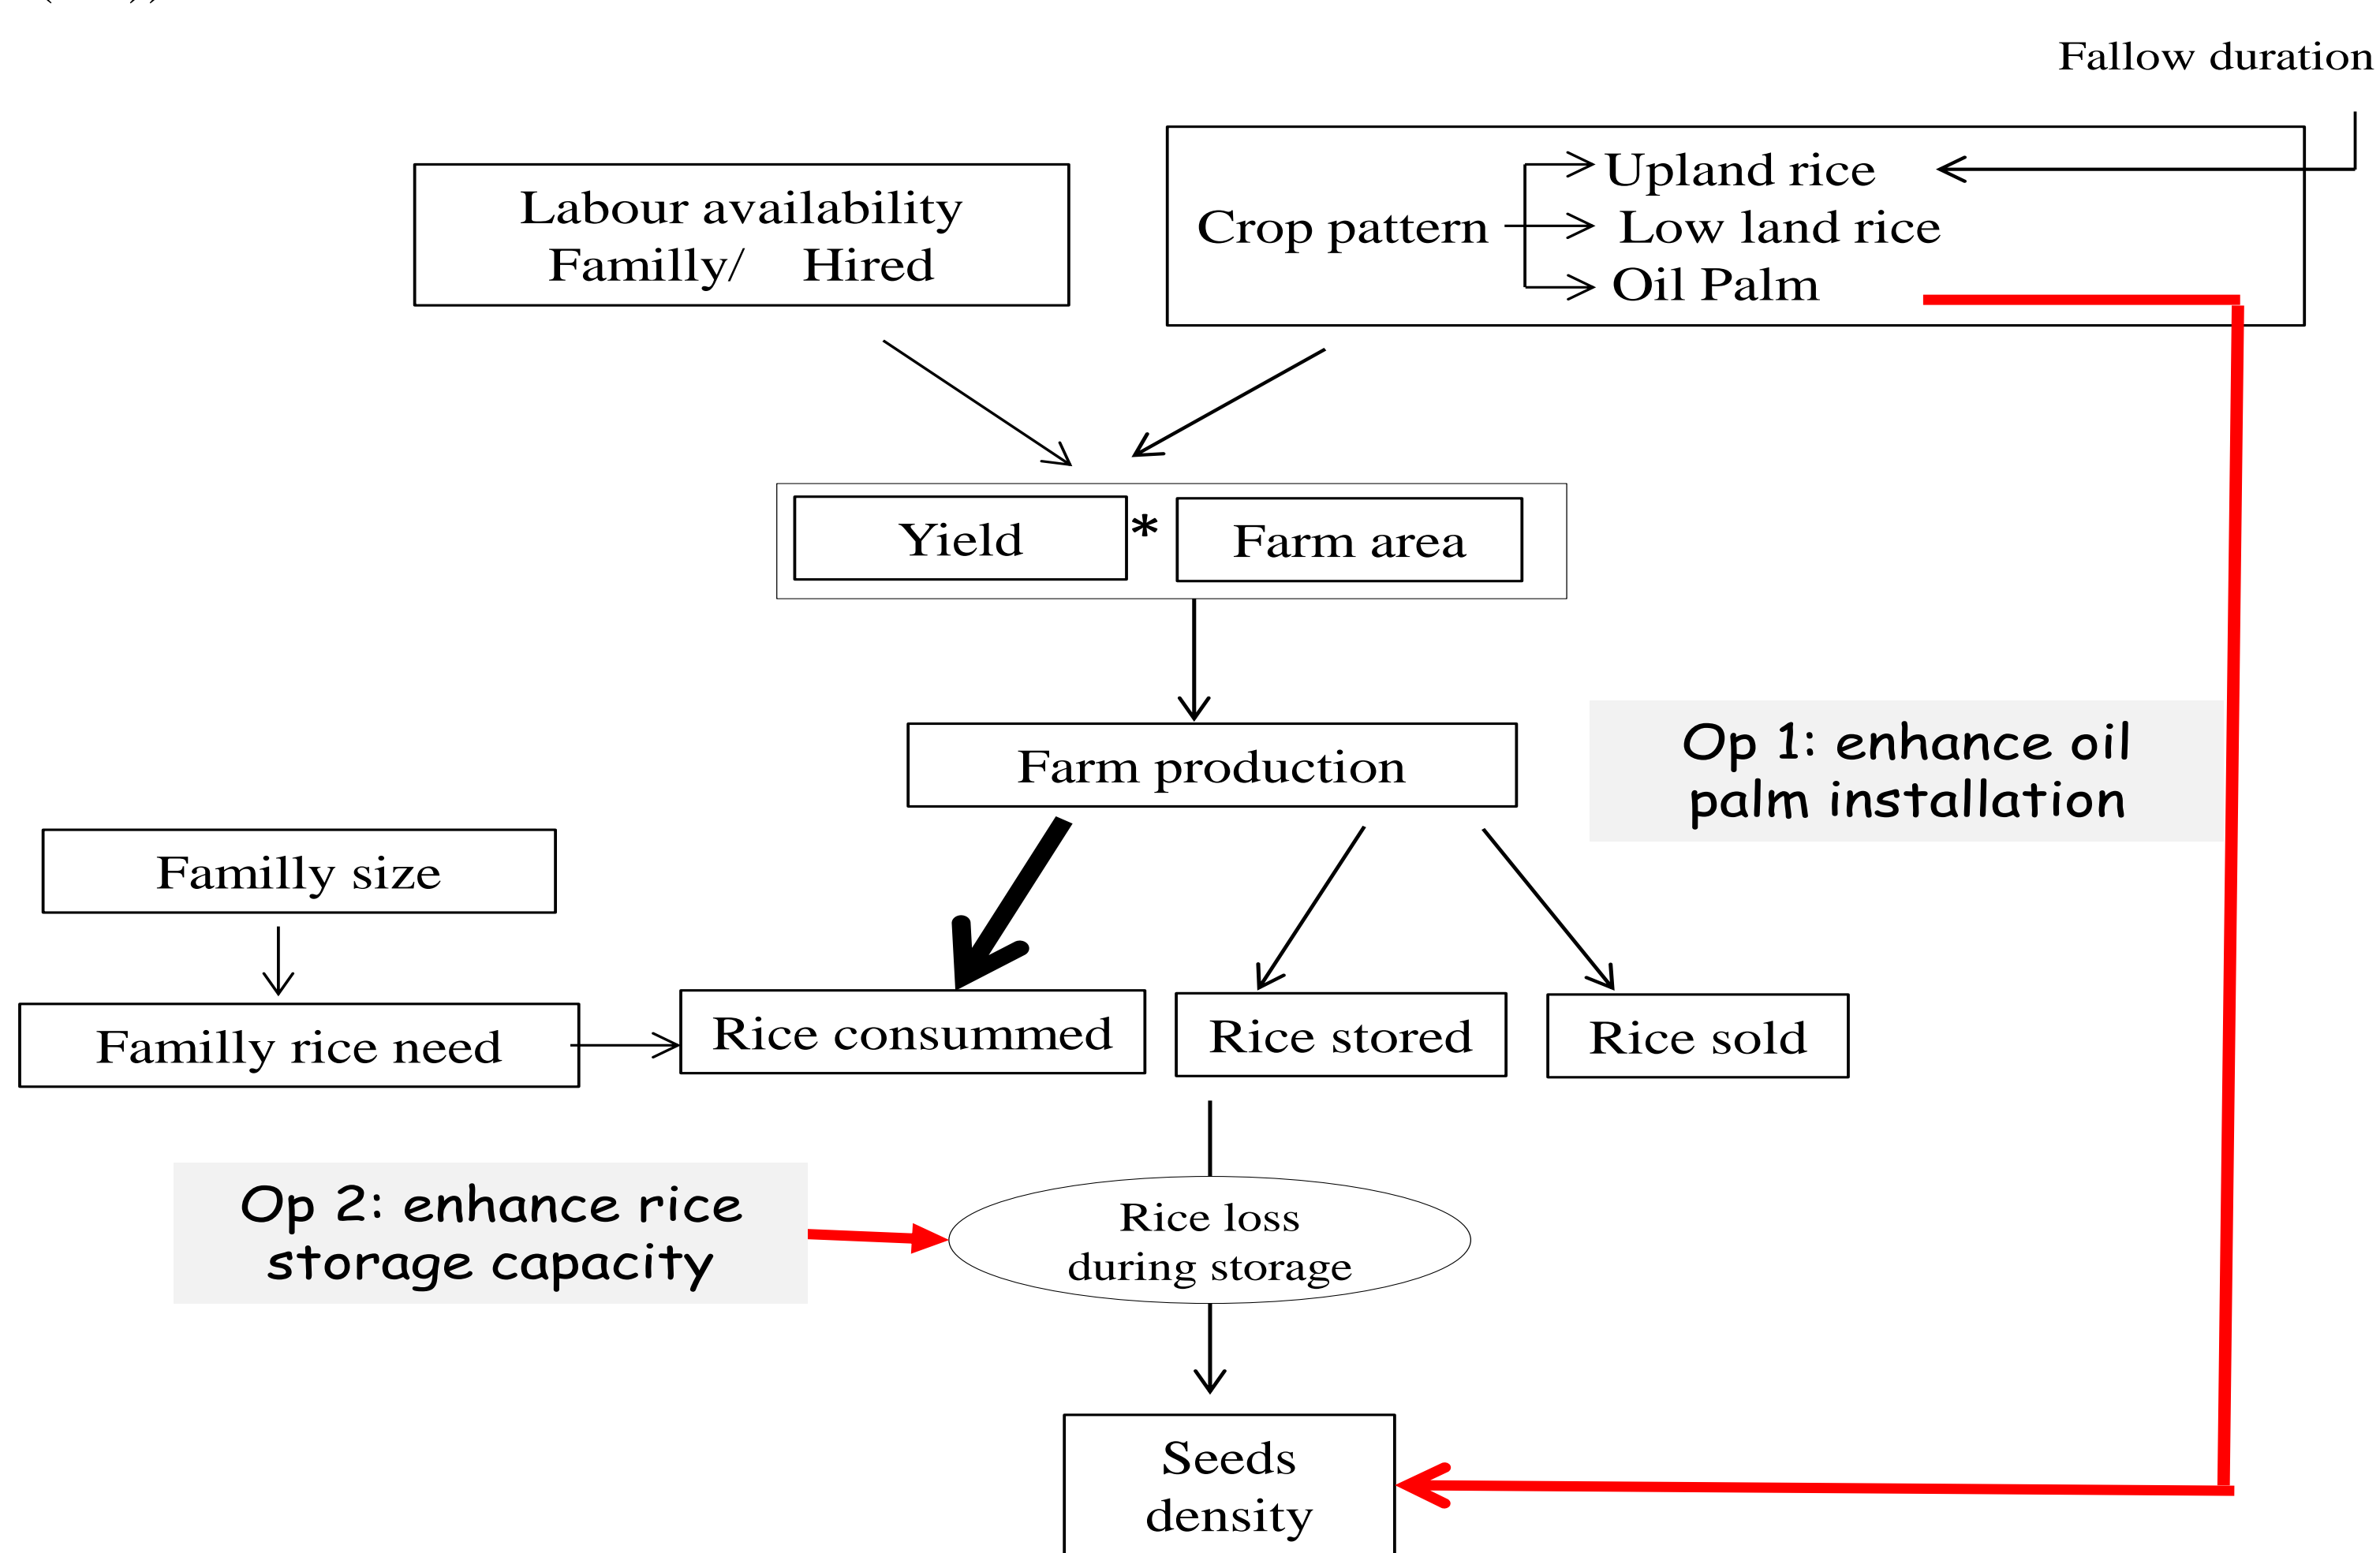 Fallow duration
Labour availability
Familly/ Hired
Crop pattern
Upland rice
Low land rice
Oil Palm
Yield
*
Farm area
Farm production
Op 1: enhance oil
palm installation
Familly size
Familly rice need
Rice consummed
Rice stored
Rice sold
Op 2: enhance rice
storage capacity
Rice loss
during storage
Seeds
density